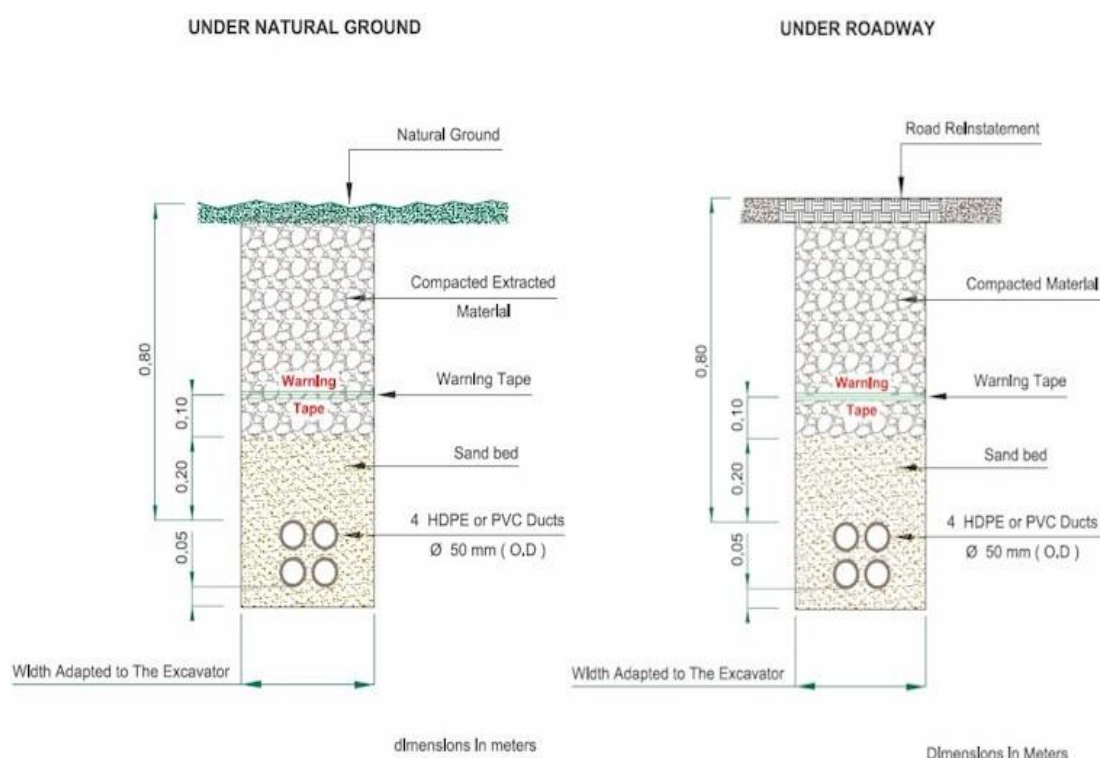 UNDER NATURAL GROUND
Natural Ground
Compacted Extracted
Material
0,80
Warning
Tape
Warning Tape
0,10
Sand bed
0,20
4 HDPE or PVC Ducts
Ø 50 mm ( O.D )
0,05
Width Adapted to The Excavator
dimensions in meters
UNDER ROADWAY
Road Reinstatement
Compacted Material
0,80
Warning
Tape
Warning Tape
0,10
Sand bed
0,20
4 HDPE or PVC Ducts
Ø 50 mm ( O.D )
0,05
Width Adapted to The Excavator
Dimensions in Meters